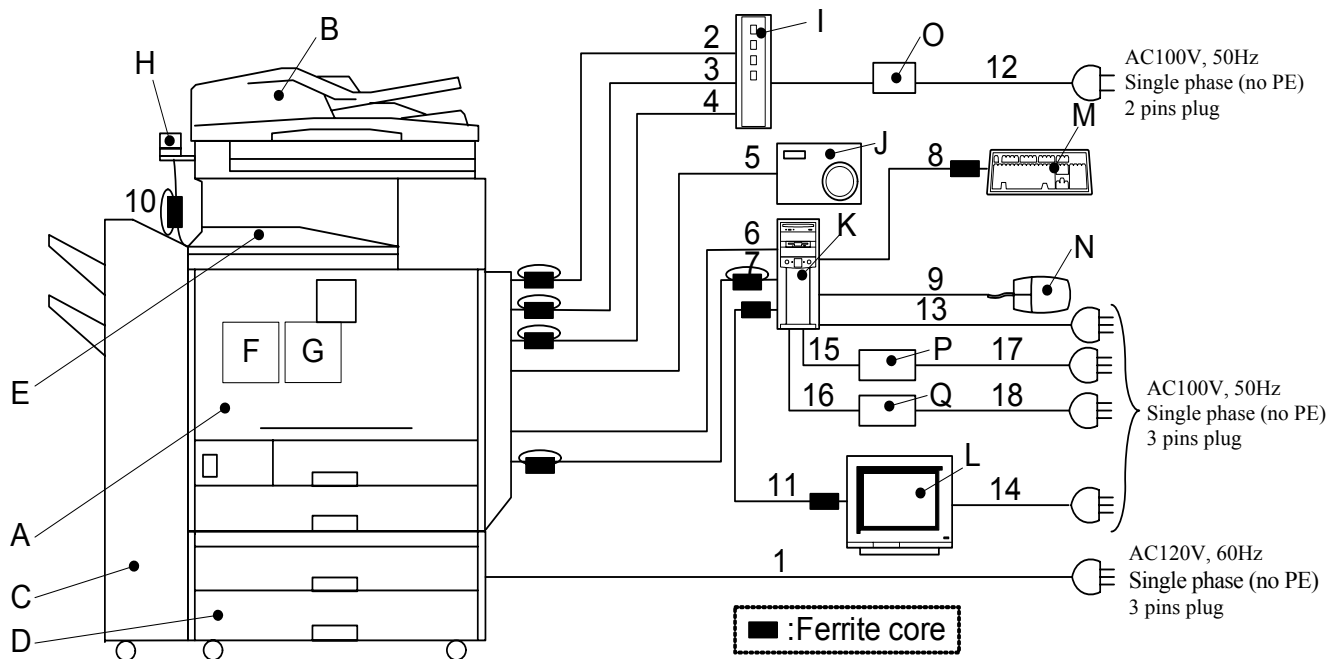 B
I
H
2
O
12
AC100V, 50Hz
Single phase (no PE)
2 pins plug
3
4
M
J
5
8
10
K
6
7
N
9
13
F
G
15
P
17
E
16
Q
18
AC100V, 50Hz
Single phase (no PE)
3 pins plug
L
11
14
A
1
AC120V, 60Hz
Single phase (no PE)
3 pins plug
C
D
:Ferrite core